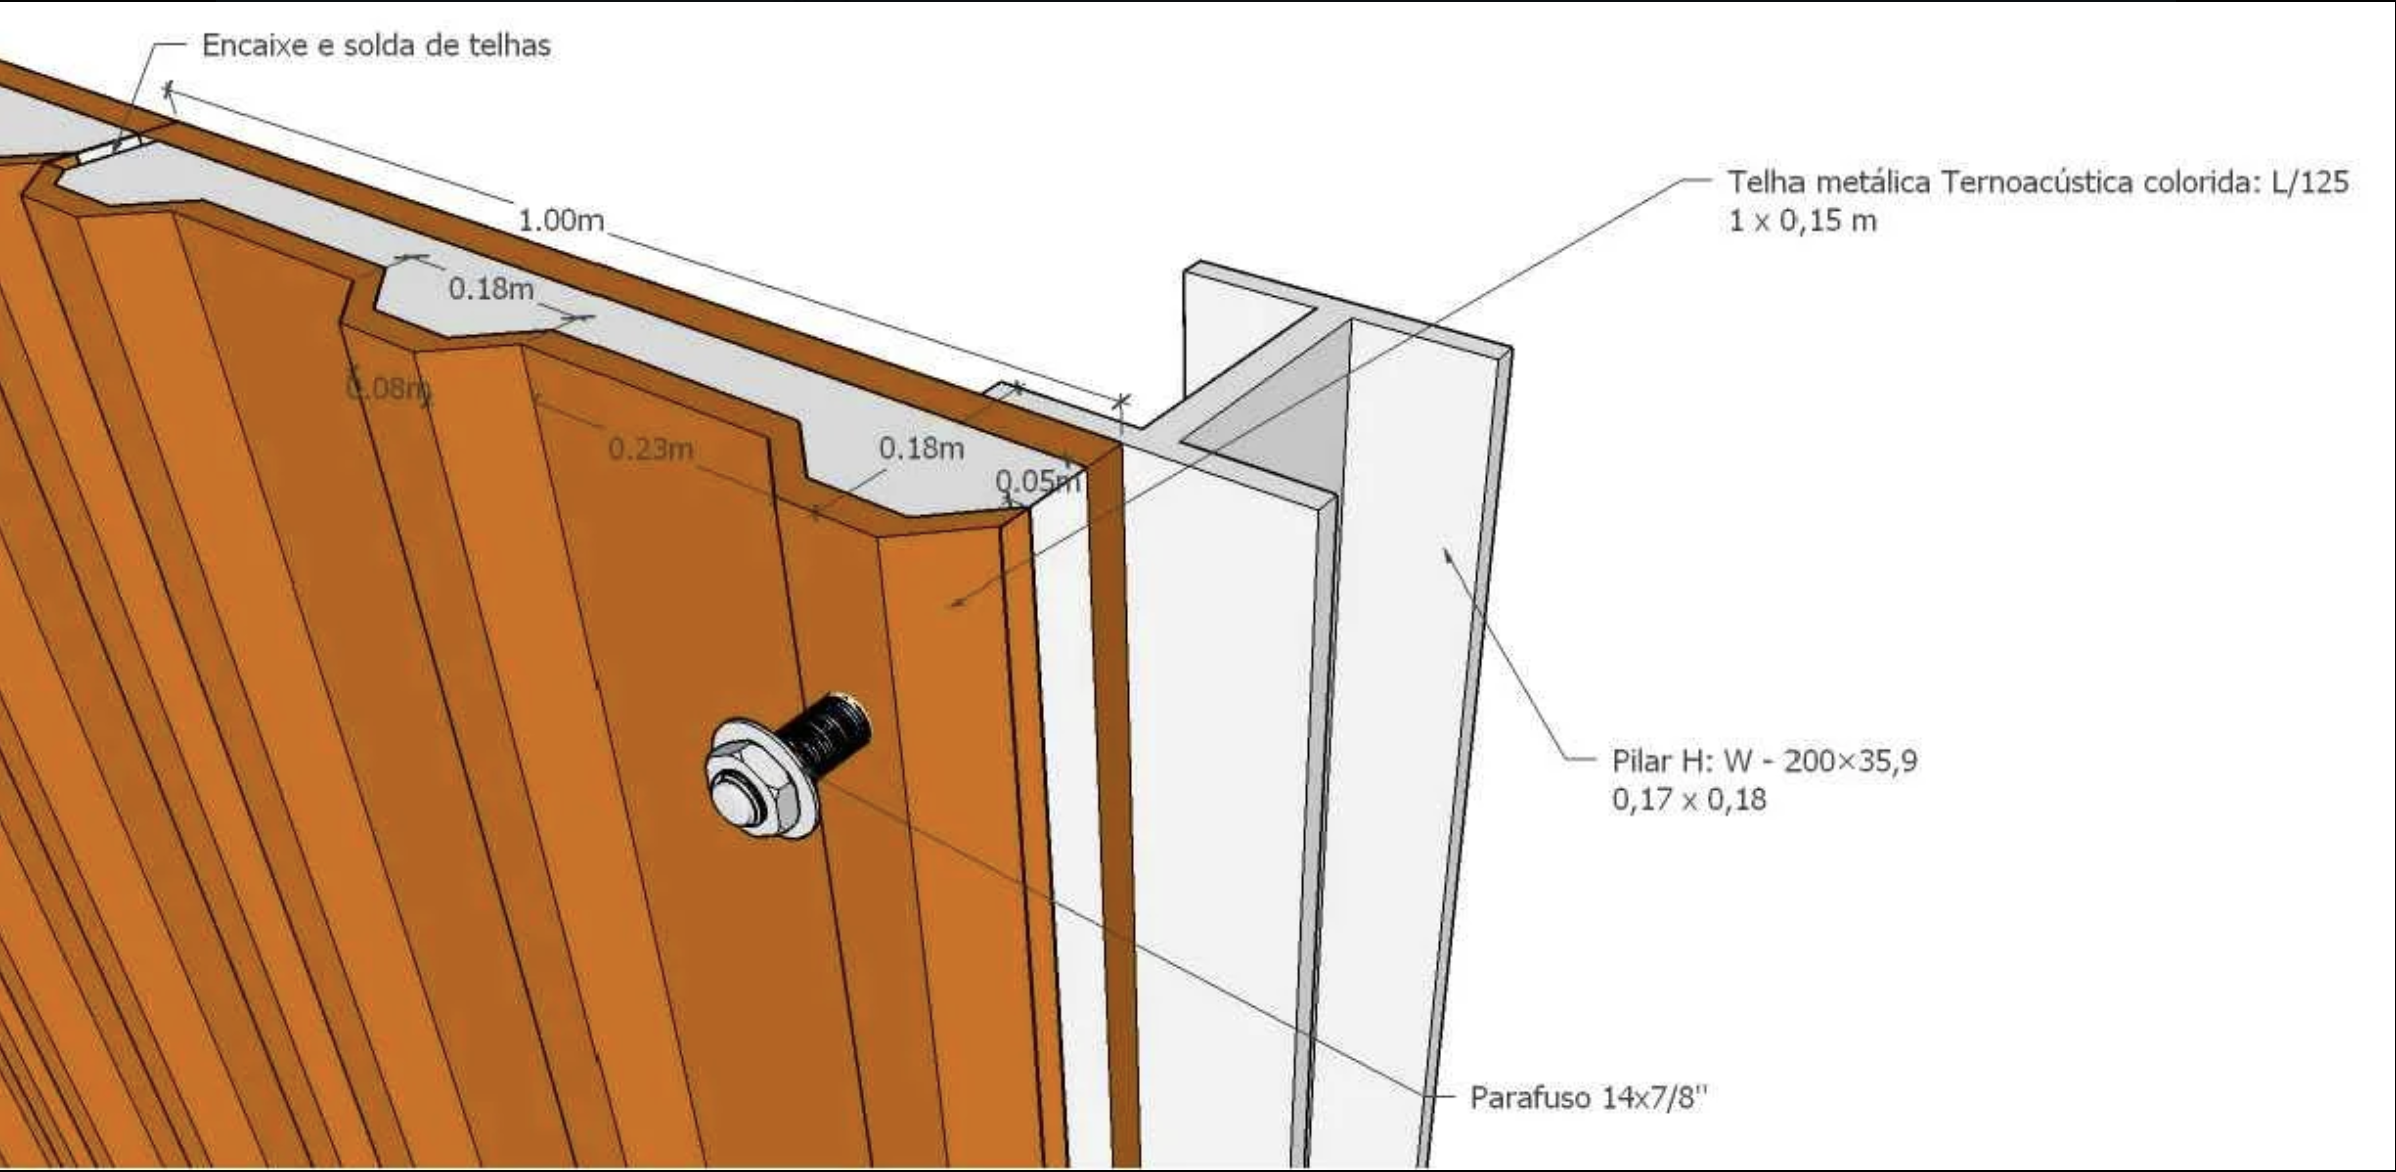 Encaixe e solda de telhas
1.00m
Telha metálica Ternoacústica colorida: L/125
1 x 0,15 m
0.18m
0.08m
0.23m
0.18m
0.05m
Pilar H: W - 200×35,9
0,17 x 0,18
Parafuso 14x7/8"